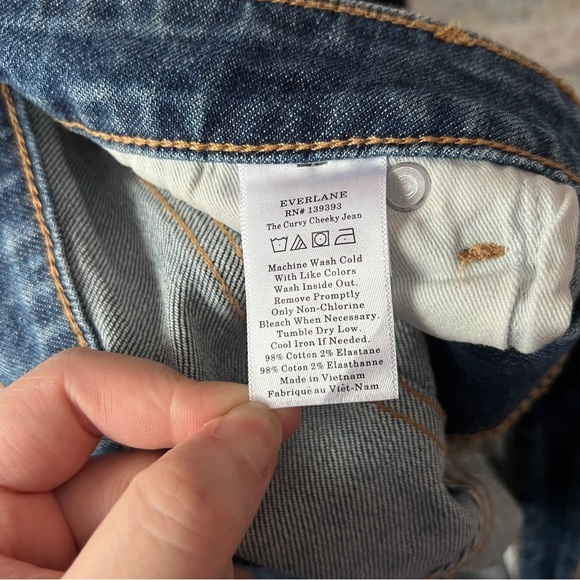 EVERLANE
RN# 139393
The Curvy Cheeky Jean
Machine Wash Cold
With Like Colors
Wash Inside Out.
Remove Promptly
Only Non-Chlorine
Bleach When Necessary.
Tumble Dry Low.
Cool Iron If Needed.
98% Cotton 2% Elastane
98% Coton 2% Elasthanne
Made in Vietnam
Fabriqué au Viêt-Nam